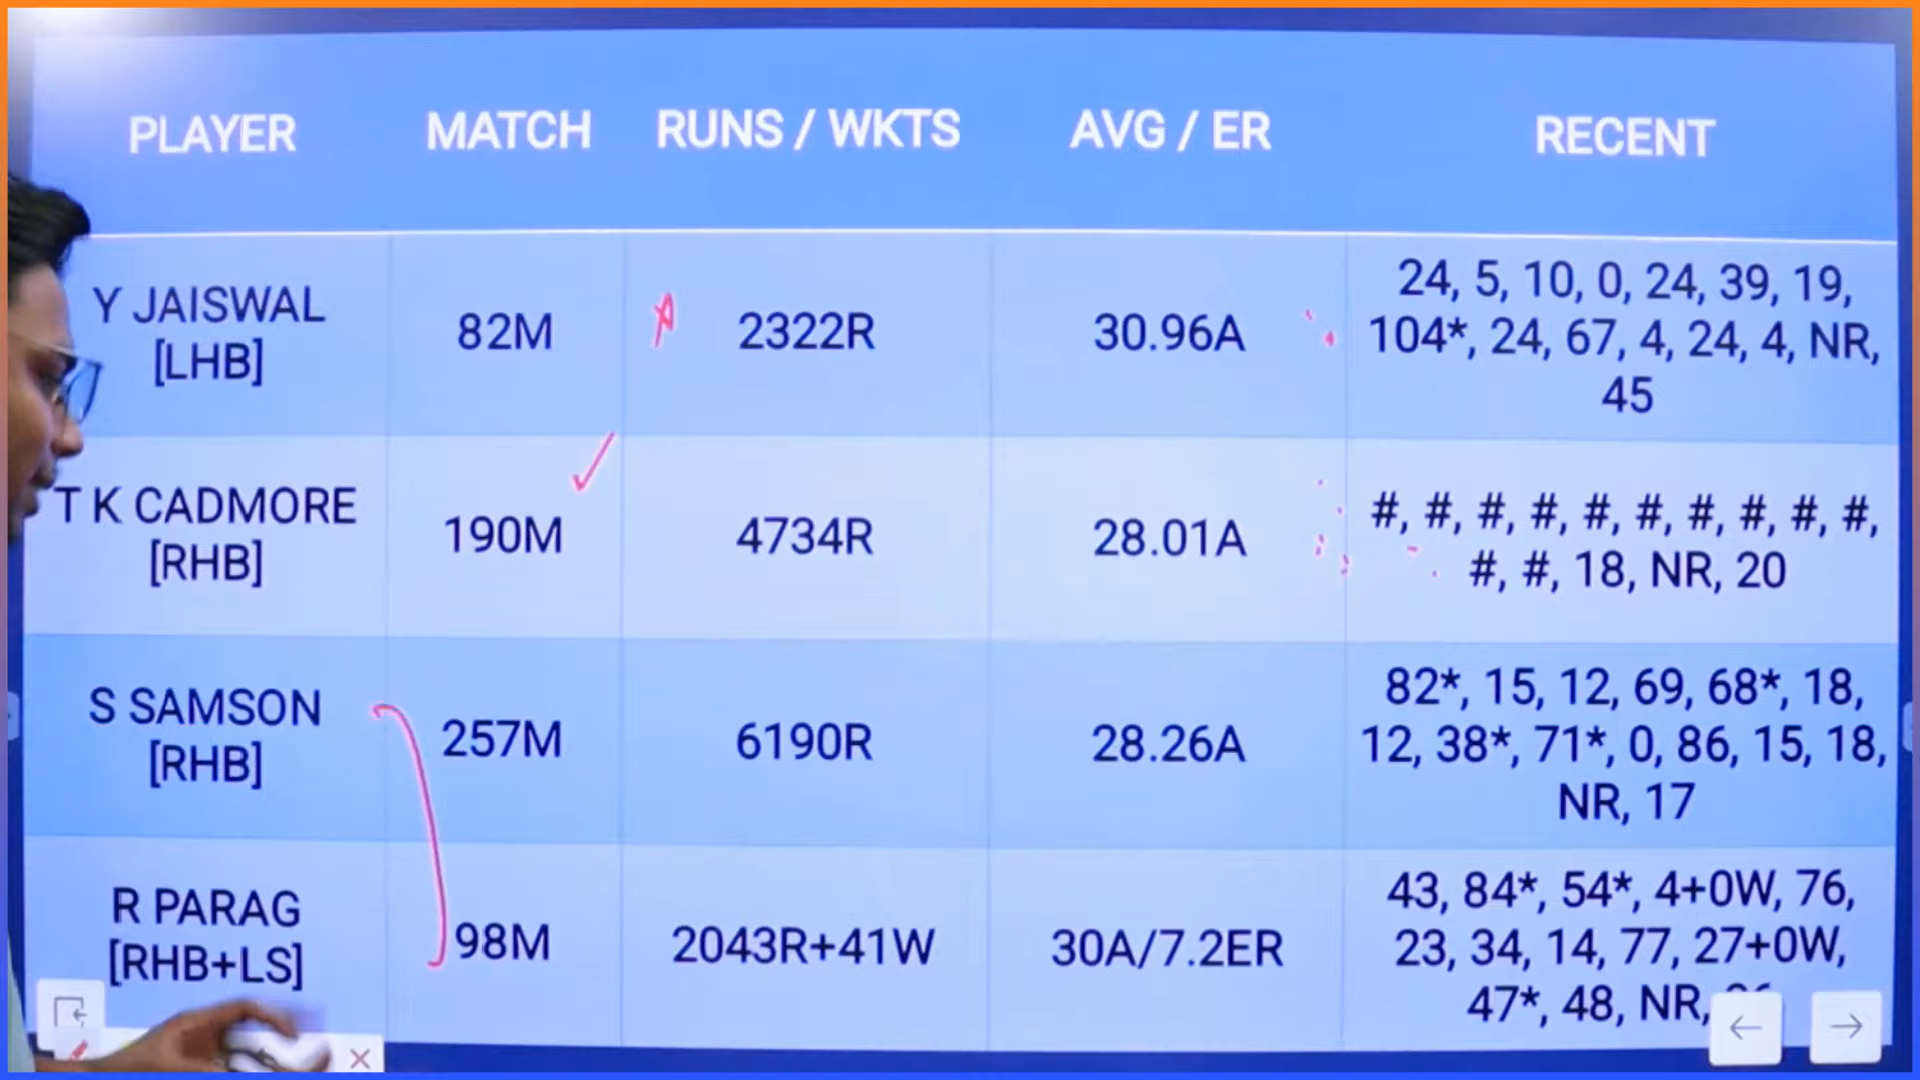 PLAYER MATCH RUNS / WKTS AVG / ER RECENT
Y JAISWAL
[LHB]
82M
2322R
30.96A
24, 5, 10, 0, 24, 39, 19,
104*, 24, 67, 4, 24, 4, NR,
45
T K CADMORE
[RHB]
190M
4734R
28.01A
#, #, #, #, #, #, #, #, #, #,
#, #, 18, NR, 20
S SAMSON
[RHB]
257M
6190R
28.26A
82*, 15, 12, 69, 68*, 18,
12, 38*, 71*, 0, 86, 15, 18,
NR, 17
R PARAG
[RHB+LS]
98M
2043R+41W
30A/7.2ER
43, 84*, 54*, 4+0W, 76,
23, 34, 14, 77, 27+0W,
47*, 48, NR,